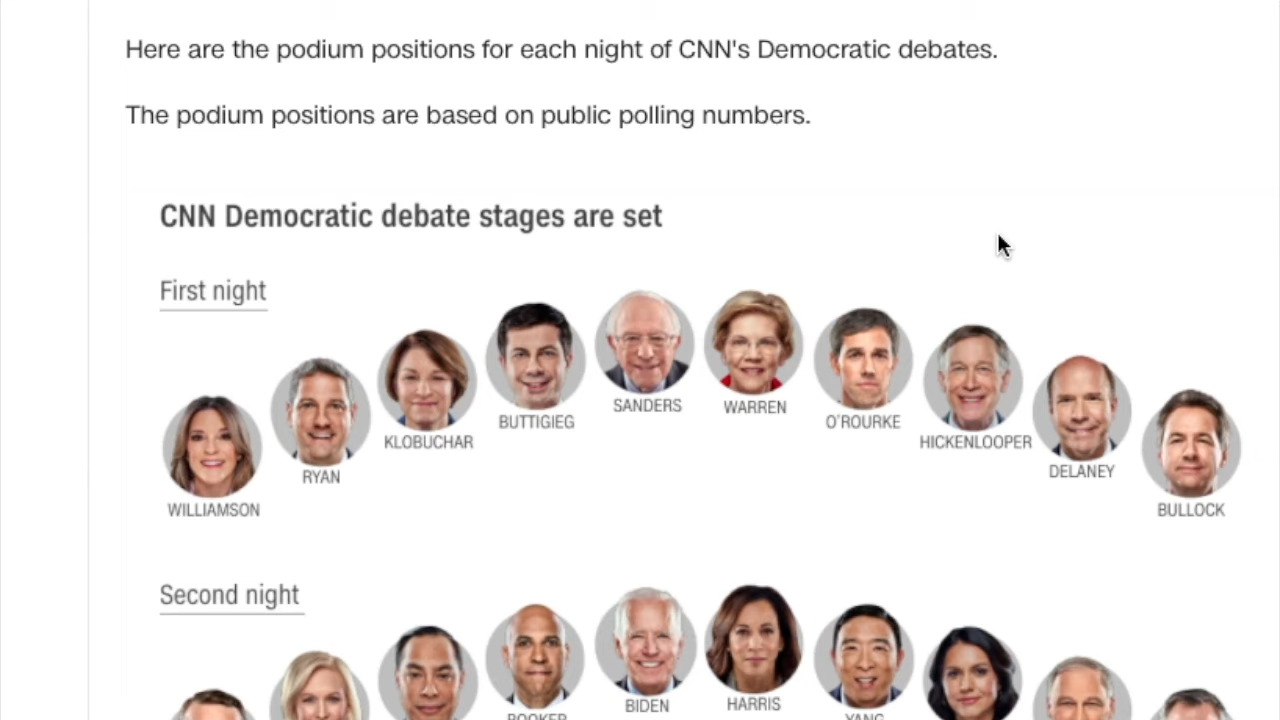 Here are the podium positions for each night of CNN's Democratic debates.
The podium positions are based on public polling numbers.
CNN Democratic debate stages are set
First night
WILLIAMSON
RYAN
KLOBUCHAR
BUTTIGIEG
SANDERS
WARREN
O'ROURKE
HICKENLOOPER
DELANEY
BULLOCK
Second night
BOOKER
BIDEN
HARRIS
YANG